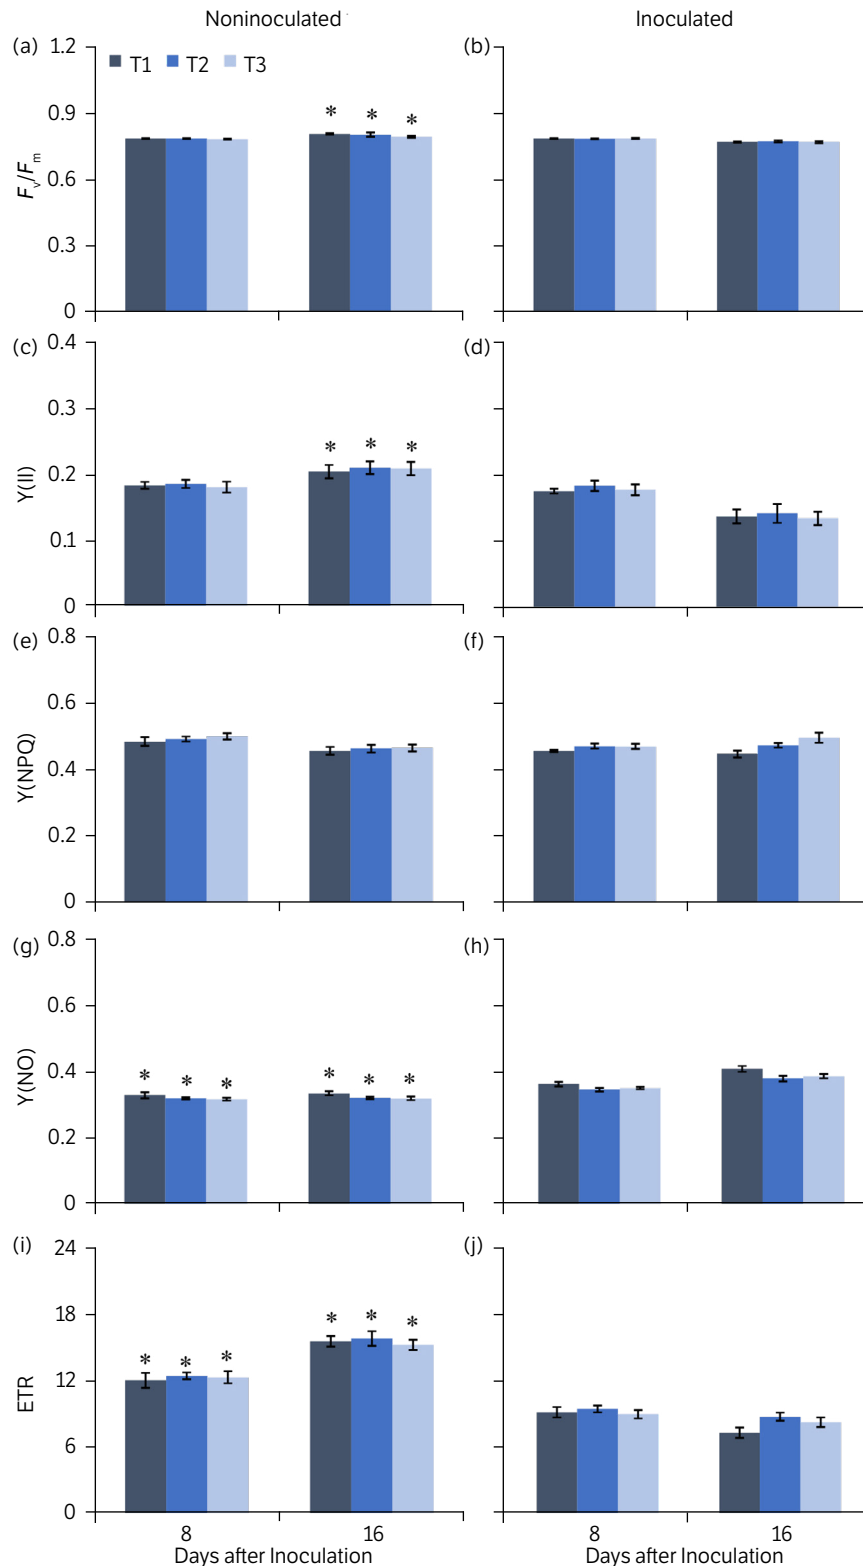 Noninoculated
Inoculated
(a)
1.2
T1 T2 T3
* * *
0.9
0.6
0.3
0
Fv/Fm
(b)
(c)
0.4
0.3
* * *
0.2
0.1
0
Y(II)
(d)
(e)
0.8
0.6
0.4
0.2
0
Y(NPQ)
(f)
(g)
0.8
0.6
0.4
* * * * * *
0.2
0
Y(NO)
(h)
(i)
24
18
* * * * * *
12
6
0
ETR
(j)
8 16
Days after Inoculation
8 16
Days after Inoculation